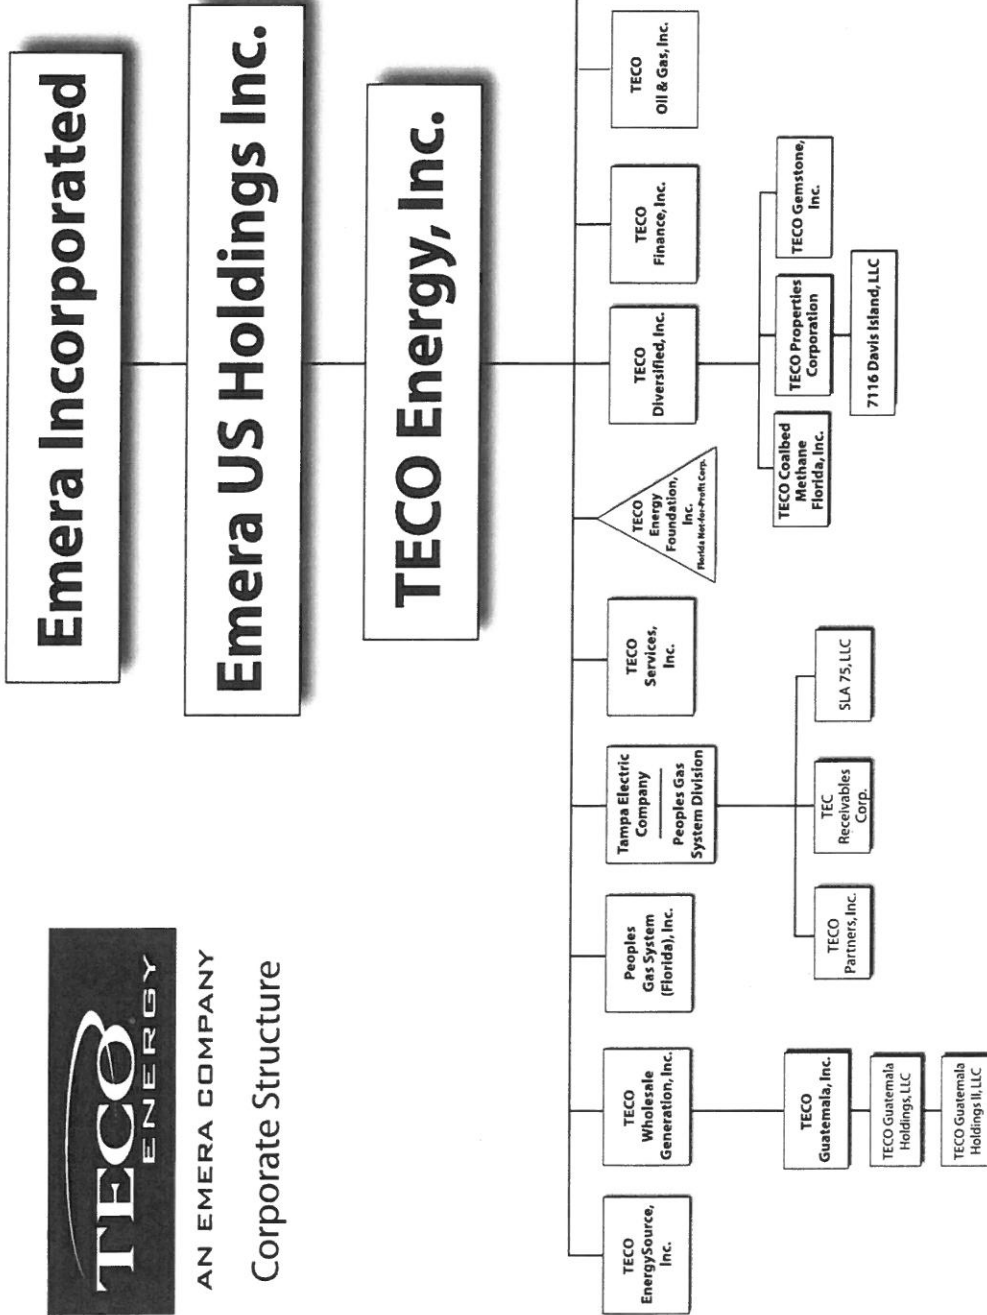 TECO
ENERGY
AN EMERA COMPANY
Corporate Structure
Emera Incorporated
Emera US Holdings Inc.
TECO Energy, Inc.
TECO
EnergySource,
Inc.
TECO
Wholesale
Generation, Inc.
Peoples
Gas System
(Florida), Inc.
Tampa Electric
Company
Peoples Gas
System Division
TECO
Services,
Inc.
TECO
Energy
Foundation,
Inc.
Florida Not-for-Profit Corp.
TECO
Diversified, Inc.
TECO
Finance, Inc.
TECO
Oil & Gas, Inc.
TECO
Guatemala, Inc.
TECO Guatemala
Holdings, LLC
TECO Guatemala
Holdings II, LLC
TECO
Partners, Inc.
TEC
Receivables
Corp.
SLA 75, LLC
TECO Coalbed
Methane
Florida, Inc.
TECO Properties
Corporation
TECO Gemstone,
Inc.
7116 Davis Island, LLC